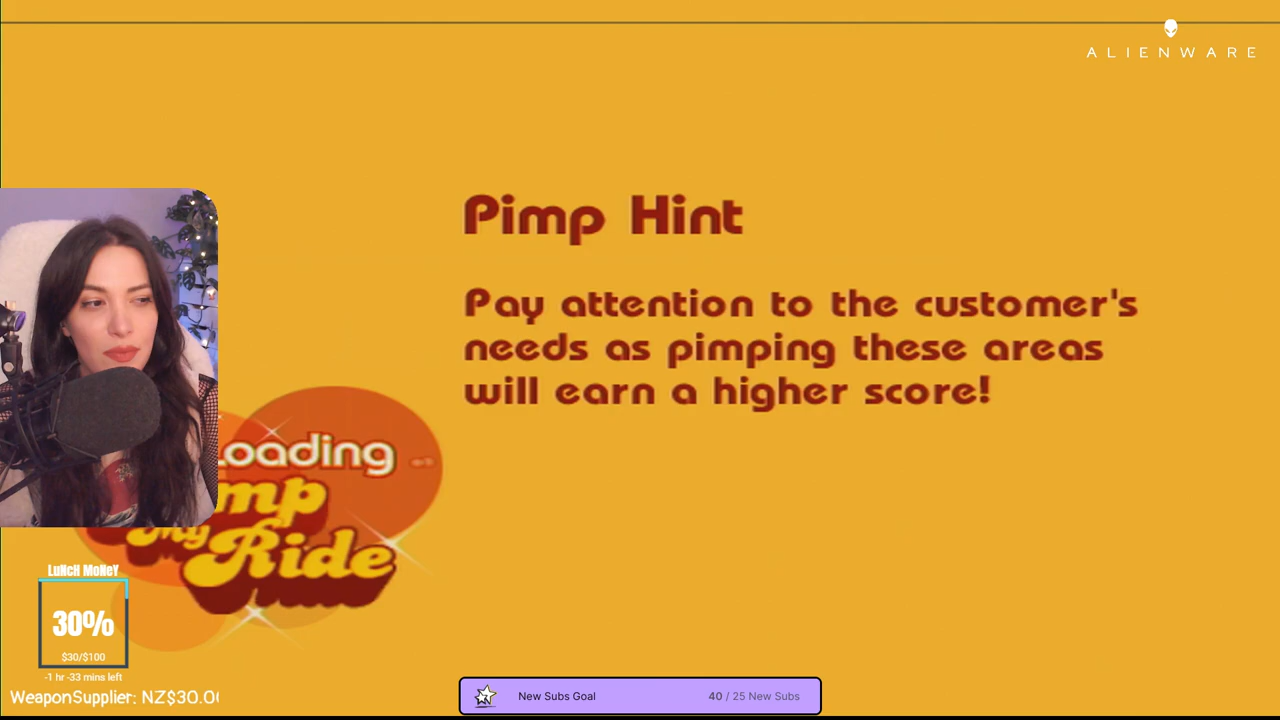 ALIENWARE
Pimp Hint
Pay attention to the customer's
needs as pimping these areas
will earn a higher score!
oading
mp
My
Ride
LuNcH MoNeY
30%
$30/$100
-1 hr -33 mins left
WeaponSupplier: NZ$30.0
New Subs Goal
40 / 25 New Subs